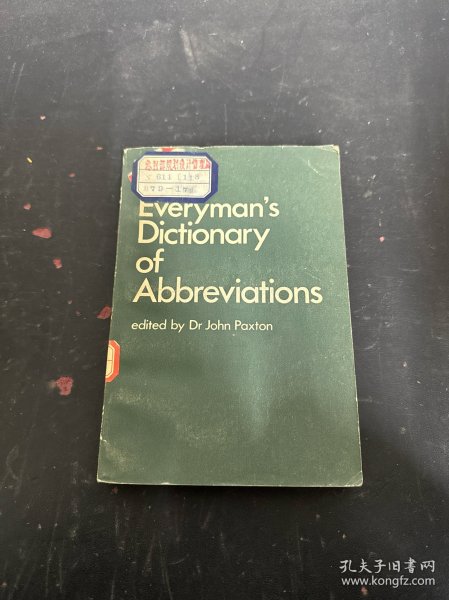 Everyman's
Dictionary
of
Abbreviations
edited by Dr John Paxton
孔夫子旧书网
www.kongfz.com